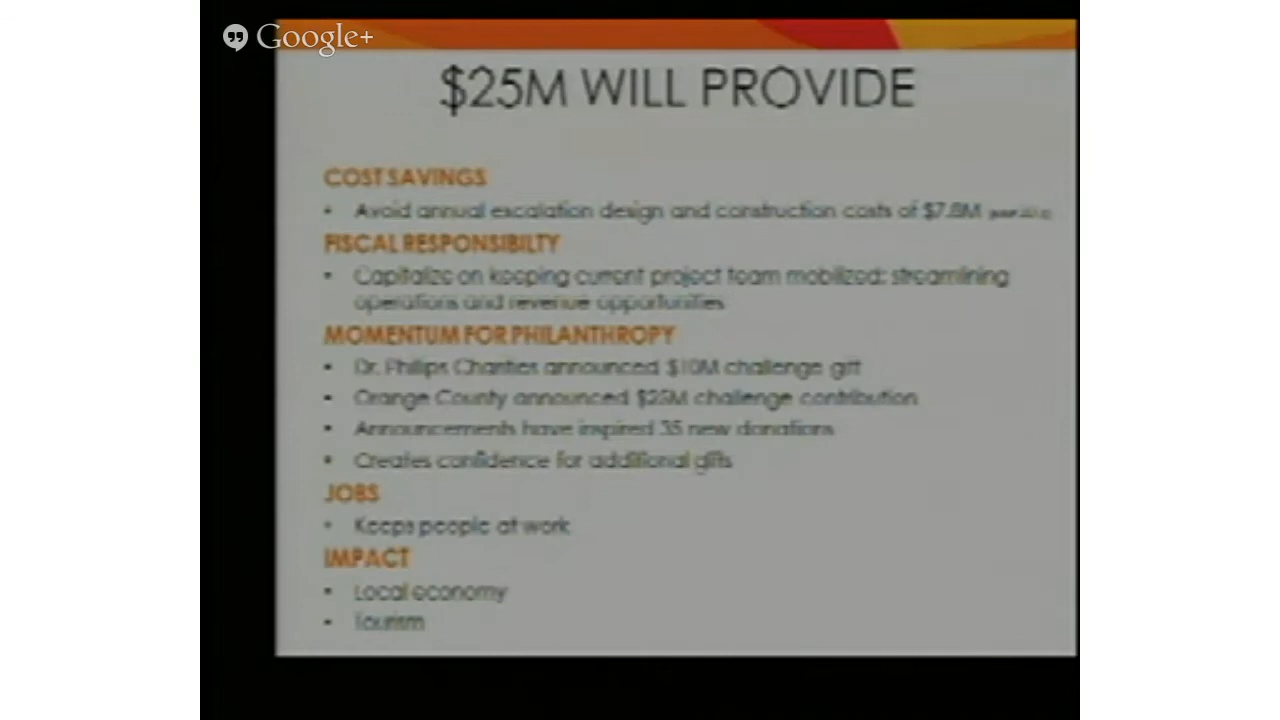 Google+
$25M WILL PROVIDE
COST SAVINGS
• Avoid annual escalation design and construction costs of $7.8M
FISCAL RESPONSIBILTY
• Capitalize on keeping current project team mobilized; streamlining
operations and revenue opportunities
MOMENTUM FOR PHILANTHROPY
• Dr. Phillips Charities announced $10M challenge gift
• Orange County announced $25M challenge contribution
• Announcements have inspired 35 new donations
• Creates confidence for additional gifts
JOBS
• Keeps people at work
IMPACT
• Local economy
• Tourism